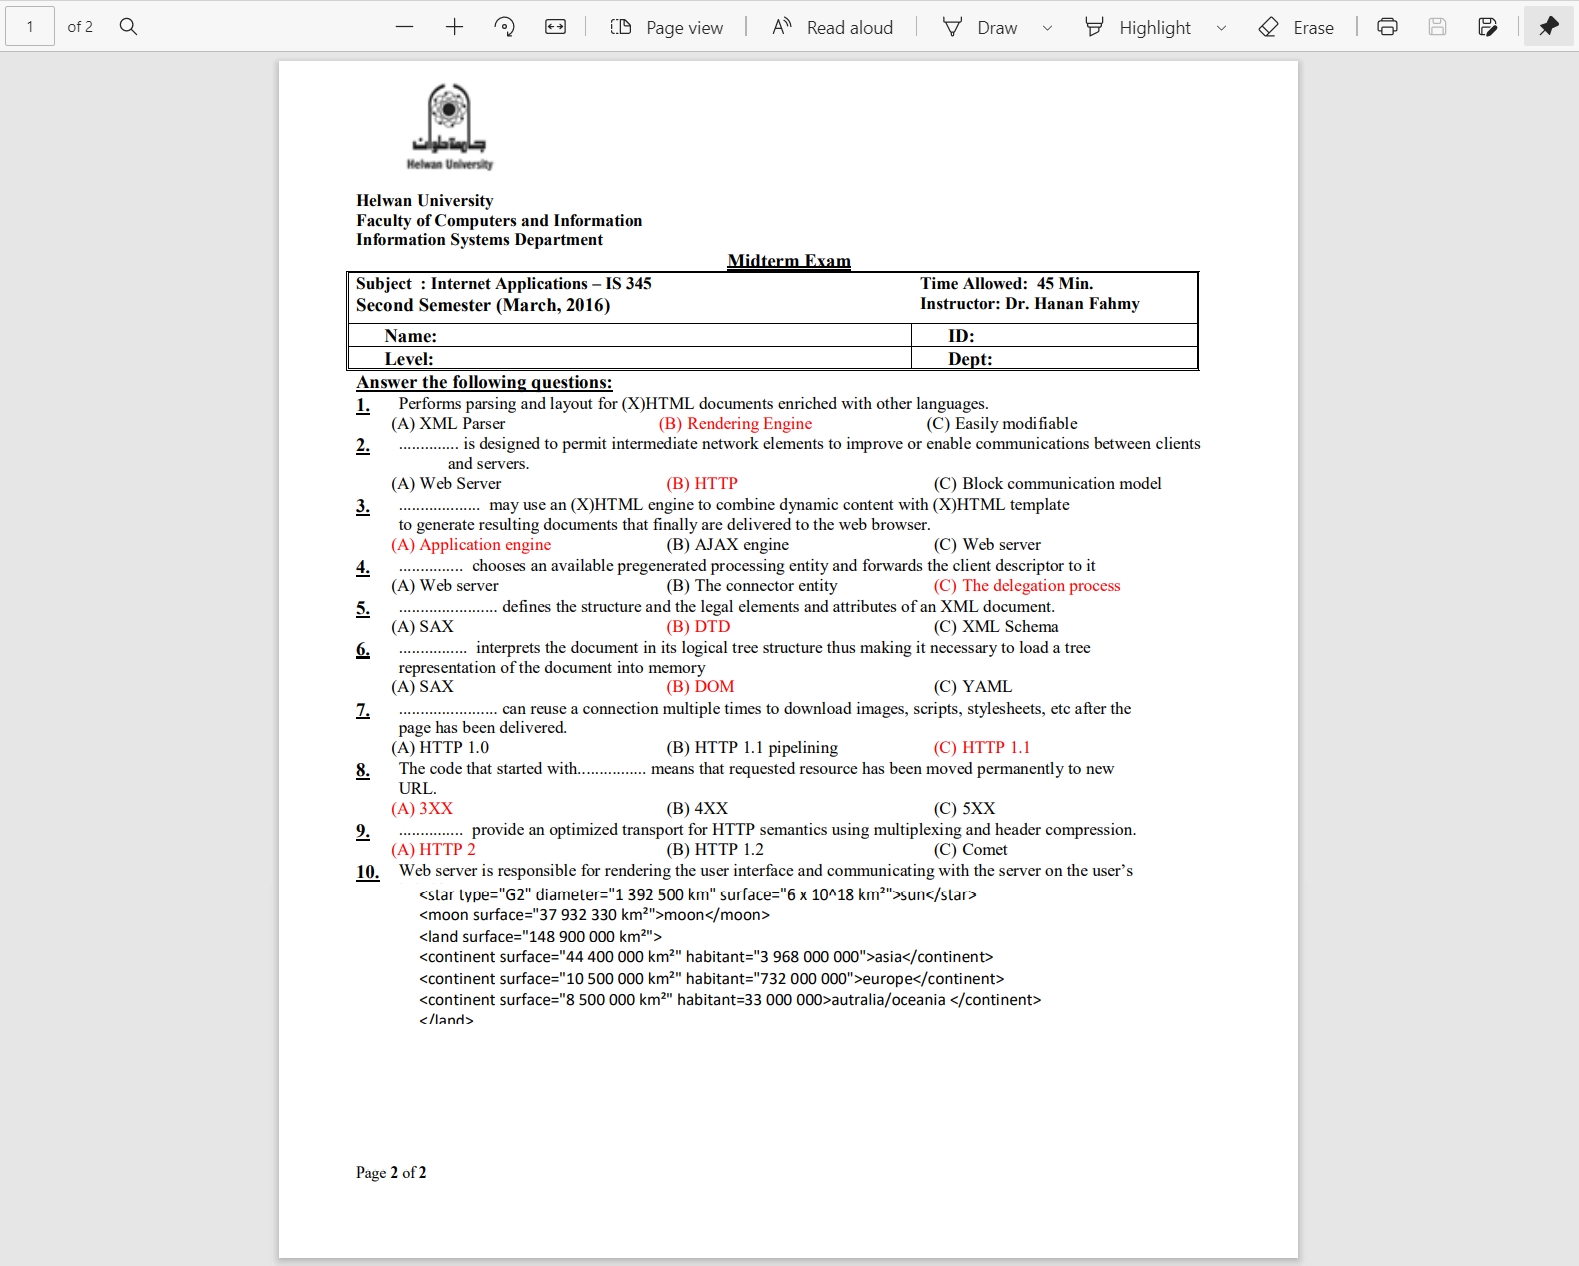 1 of 2 Page view Read aloud Draw Highlight Erase
جامعة حلوان
Helwan University
Helwan University
Faculty of Computers and Information
Information Systems Department
Midterm Exam
Subject : Internet Applications – IS 345 Time Allowed: 45 Min.
Second Semester (March, 2016) Instructor: Dr. Hanan Fahmy
Name: ID:
Level: Dept:
Answer the following questions:
1. Performs parsing and layout for (X)HTML documents enriched with other languages.
(A) XML Parser (B) Rendering Engine (C) Easily modifiable
2. .............. is designed to permit intermediate network elements to improve or enable communications between clients
and servers.
(A) Web Server (B) HTTP (C) Block communication model
3. ................... may use an (X)HTML engine to combine dynamic content with (X)HTML template
to generate resulting documents that finally are delivered to the web browser.
(A) Application engine (B) AJAX engine (C) Web server
4. ............... chooses an available pregenerated processing entity and forwards the client descriptor to it
(A) Web server (B) The connector entity (C) The delegation process
5. ....................... defines the structure and the legal elements and attributes of an XML document.
(A) SAX (B) DTD (C) XML Schema
6. ................ interprets the document in its logical tree structure thus making it necessary to load a tree
representation of the document into memory
(A) SAX (B) DOM (C) YAML
7. ....................... can reuse a connection multiple times to download images, scripts, stylesheets, etc after the
page has been delivered.
(A) HTTP 1.0 (B) HTTP 1.1 pipelining (C) HTTP 1.1
8. The code that started with................ means that requested resource has been moved permanently to new
URL.
(A) 3XX (B) 4XX (C) 5XX
9. ............... provide an optimized transport for HTTP semantics using multiplexing and header compression.
(A) HTTP 2 (B) HTTP 1.2 (C) Comet
10. Web server is responsible for rendering the user interface and communicating with the server on the user’s
<star type="G2" diameter="1 392 500 km" surface="6 x 10^18 km²">sun</star>
<moon surface="37 932 330 km²">moon</moon>
<land surface="148 900 000 km²">
<continent surface="44 400 000 km²" habitant="3 968 000 000">asia</continent>
<continent surface="10 500 000 km²" habitant="732 000 000">europe</continent>
<continent surface="8 500 000 km²" habitant=33 000 000>autralia/oceania </continent>
</land>
Page 2 of 2